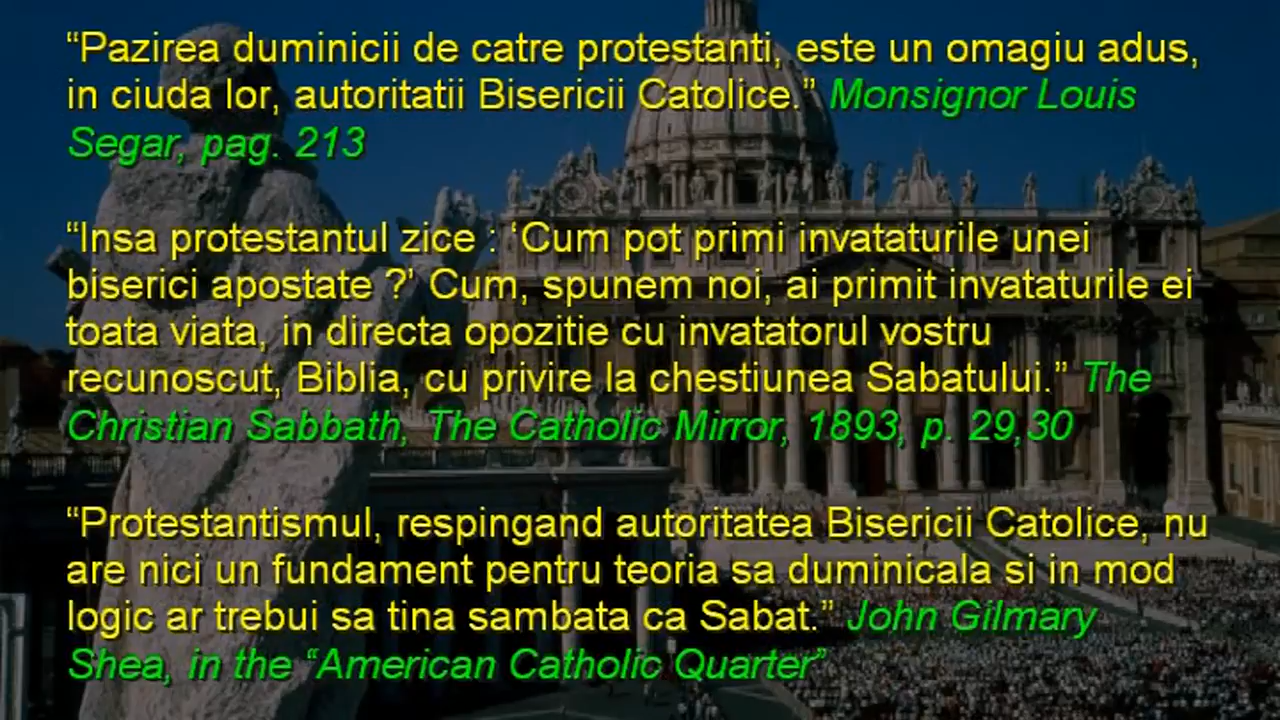 “Pazirea duminicii de catre protestanti, este un omagiu adus,
in ciuda lor, autoritatii Bisericii Catolice.” Monsignor Louis
Segar, pag. 213
“Insa protestantul zice : ‘Cum pot primi invataturile unei
biserici apostate ?’ Cum, spunem noi, ai primit invataturile ei
toata viata, in directa opozitie cu invatatorul vostru
recunoscut, Biblia, cu privire la chestiunea Sabatului.” The
Christian Sabbath, The Catholic Mirror, 1893, p. 29,30
“Protestantismul, respingand autoritatea Bisericii Catolice, nu
are nici un fundament pentru teoria sa duminicala si in mod
logic ar trebui sa tina sambata ca Sabat.” John Gilmary
Shea, in the “American Catholic Quarter”